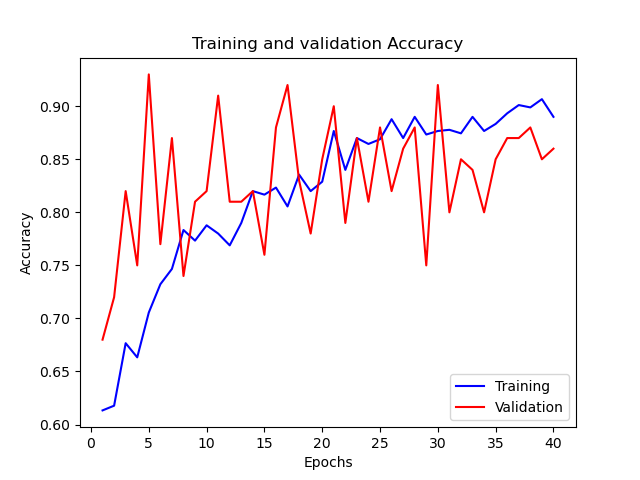 Training and validation Accuracy
Accuracy
0.90
0.85
0.80
0.75
0.70
0.65
0.60
Training
Validation
0 5 10 15 20 25 30 35 40
Epochs